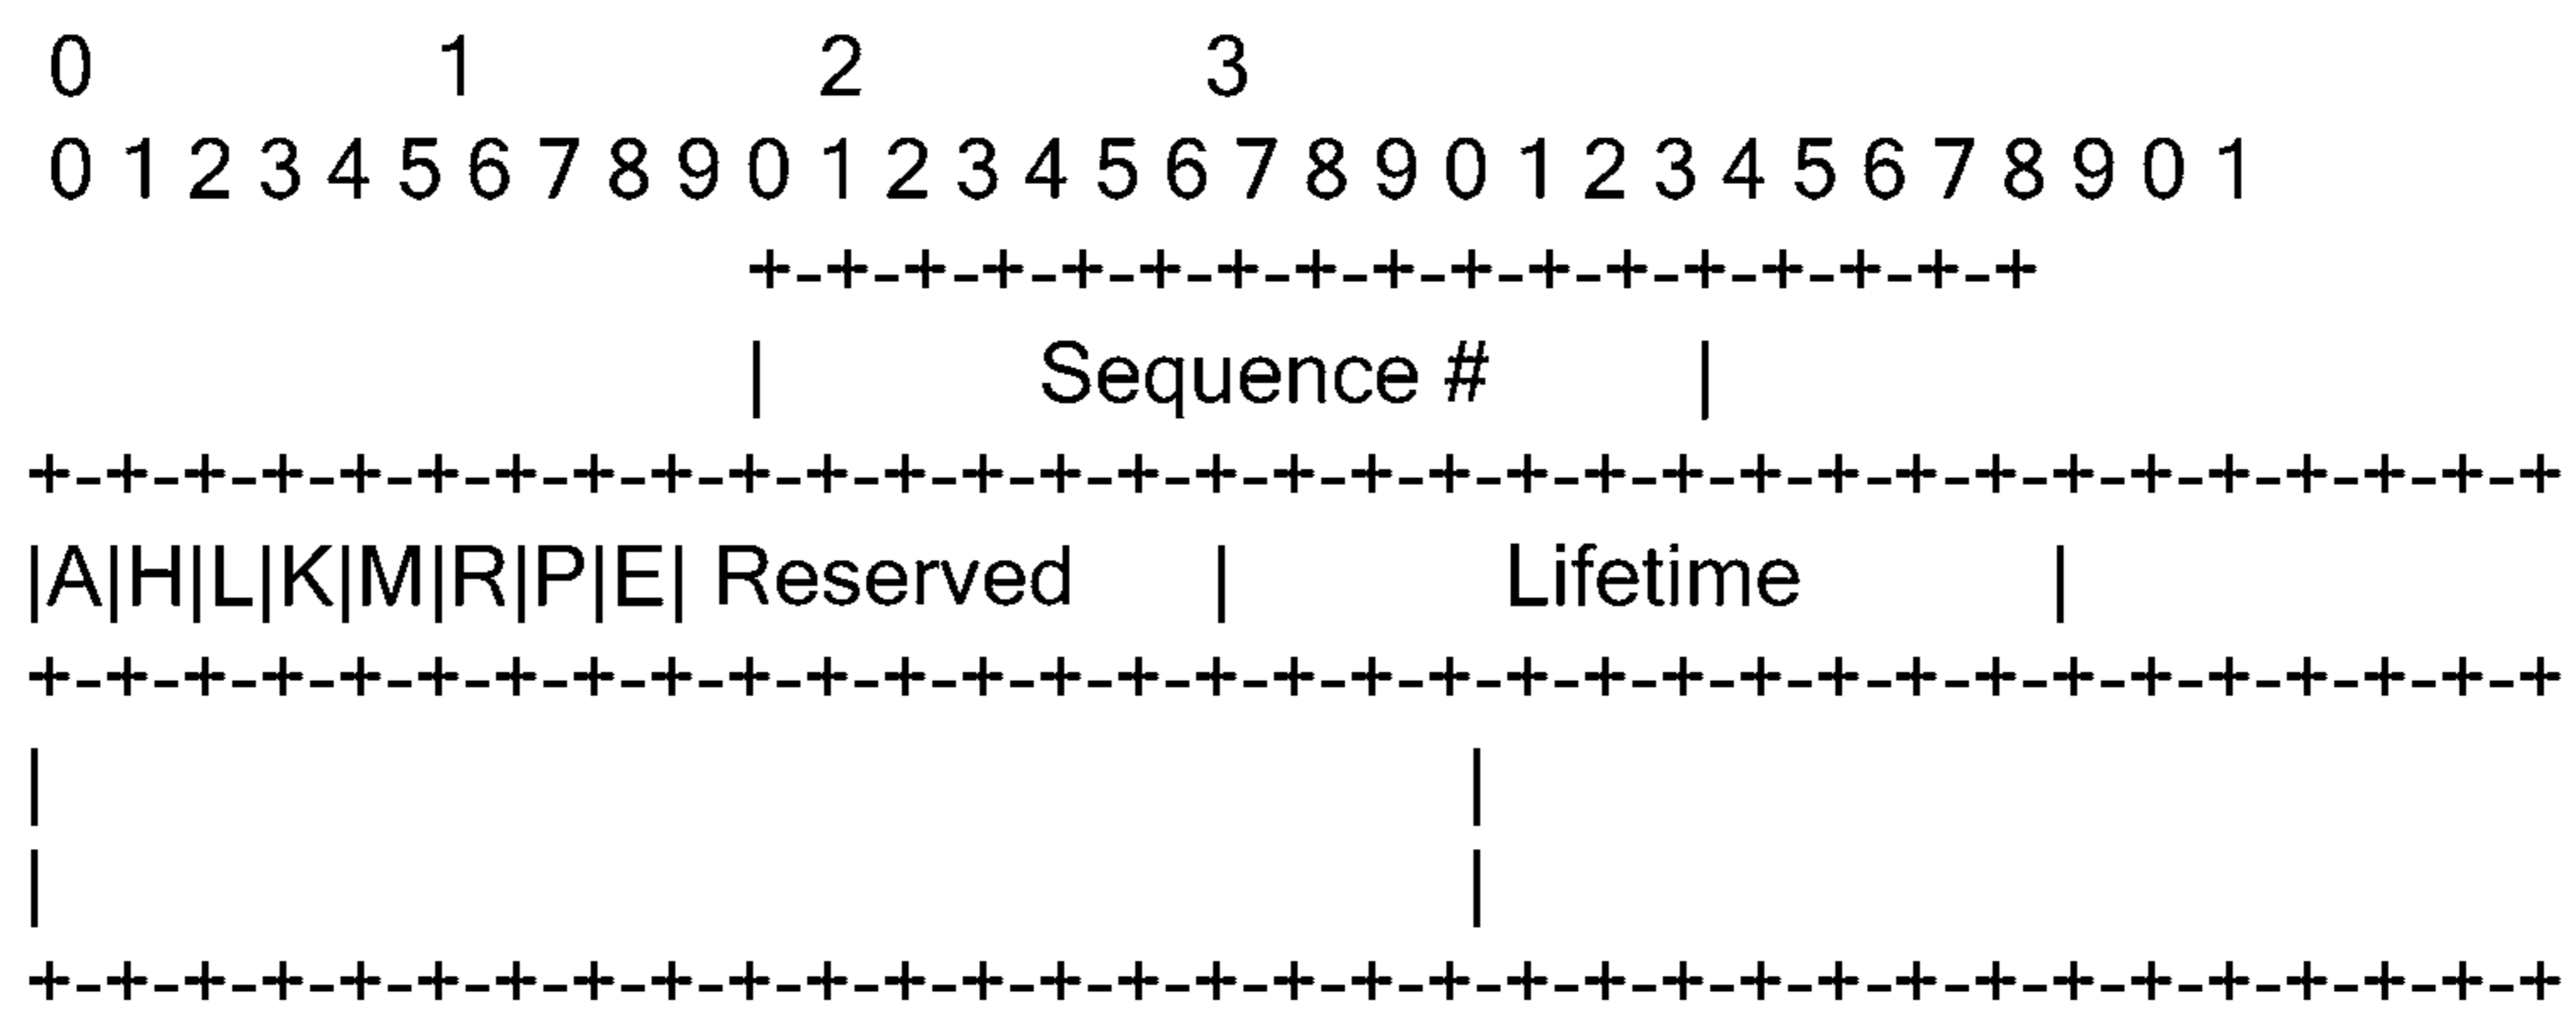 0 1 2 3
0 1 2 3 4 5 6 7 8 9 0 1 2 3 4 5 6 7 8 9 0 1 2 3 4 5 6 7 8 9 0 1
+-+-+-+-+-+-+-+-+-+-+-+-+-+-+-+-+
| Sequence # |
+-+-+-+-+-+-+-+-+-+-+-+-+-+-+-+-+-+-+-+-+-+-+-+-+-+-+-+-+-+-+-+-+
|A|H|L|K|M|R|P|E| Reserved | Lifetime |
+-+-+-+-+-+-+-+-+-+-+-+-+-+-+-+-+-+-+-+-+-+-+-+-+-+-+-+-+-+-+-+-+
| |
| |
+-+-+-+-+-+-+-+-+-+-+-+-+-+-+-+-+-+-+-+-+-+-+-+-+-+-+-+-+-+-+-+-+